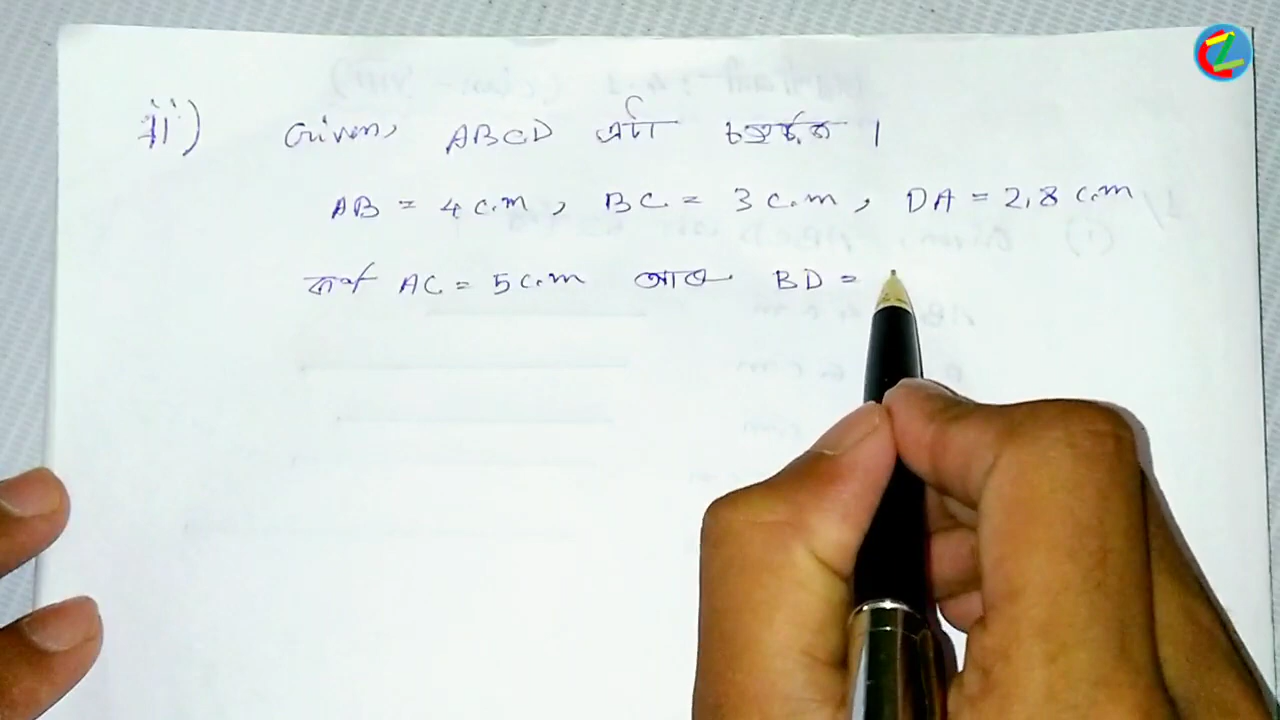 ii) Given, ABCD এটা চতুৰ্ভুজ ।
AB = 4 c.m , BC = 3 c.m , DA = 2.8 c.m
কৰ্ণ AC = 5 c.m আৰু BD =